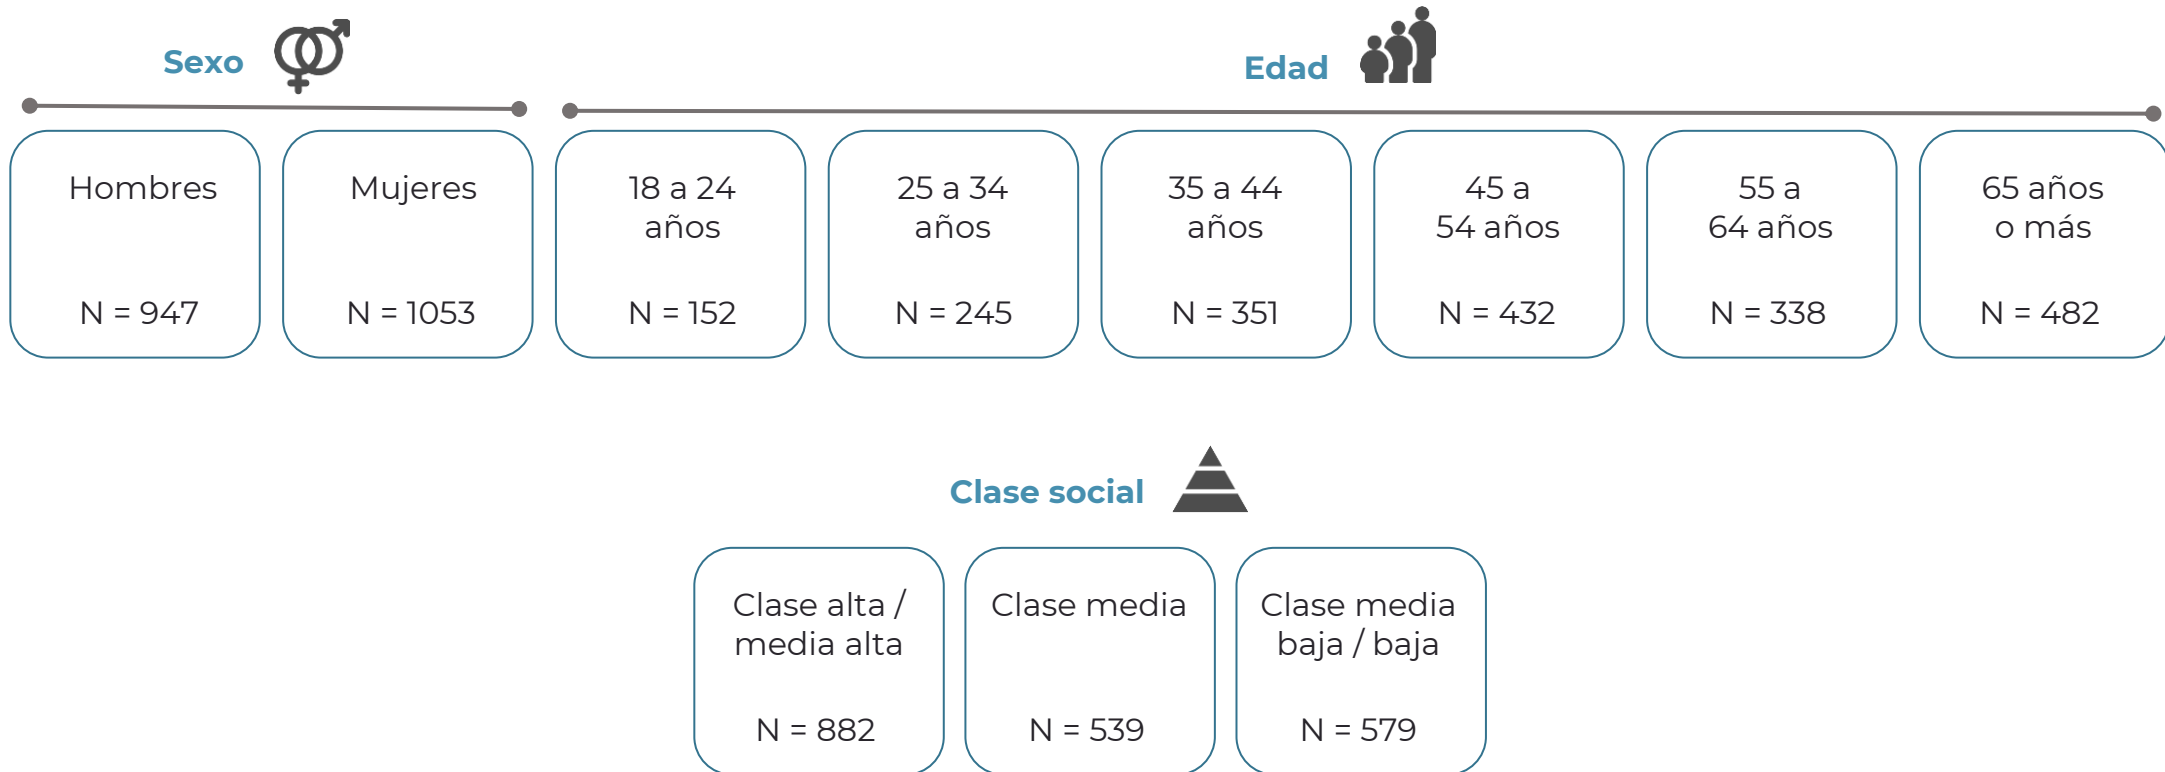 Sexo
Edad
Hombres
N = 947
Mujeres
N = 1053
18 a 24
años
N = 152
25 a 34
años
N = 245
35 a 44
años
N = 351
45 a
54 años
N = 432
55 a
64 años
N = 338
65 años
o más
N = 482
Clase social
Clase alta /
media alta
N = 882
Clase media
N = 539
Clase media
baja / baja
N = 579